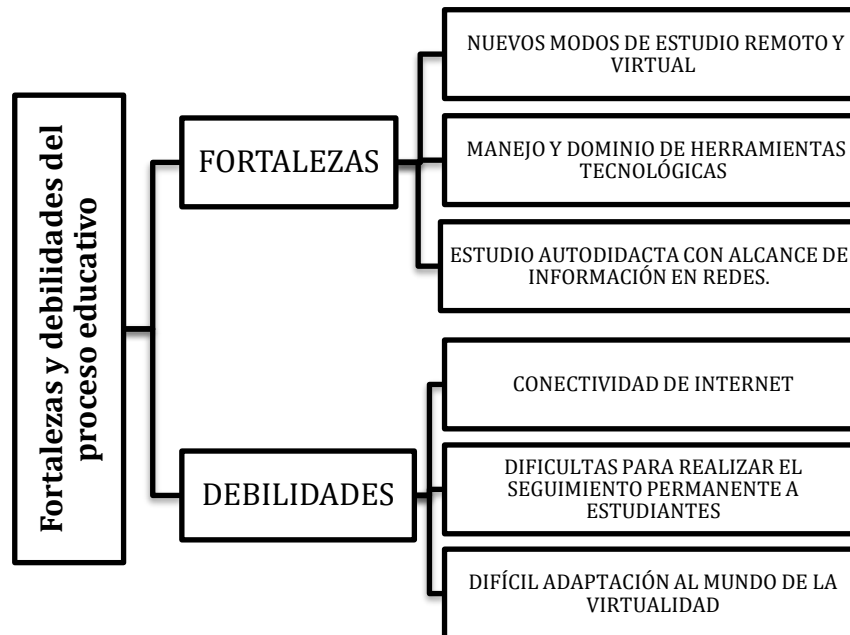 Fortalezas y debilidades del
proceso educativo
FORTALEZAS
NUEVOS MODOS DE ESTUDIO REMOTO Y
VIRTUAL
MANEJO Y DOMINIO DE HERRAMIENTAS
TECNOLÓGICAS
ESTUDIO AUTODIDACTA CON ALCANCE DE
INFORMACIÓN EN REDES.
DEBILIDADES
CONECTIVIDAD DE INTERNET
DIFICULTAS PARA REALIZAR EL
SEGUIMIENTO PERMANENTE A
ESTUDIANTES
DIFÍCIL ADAPTACIÓN AL MUNDO DE LA
VIRTUALIDAD